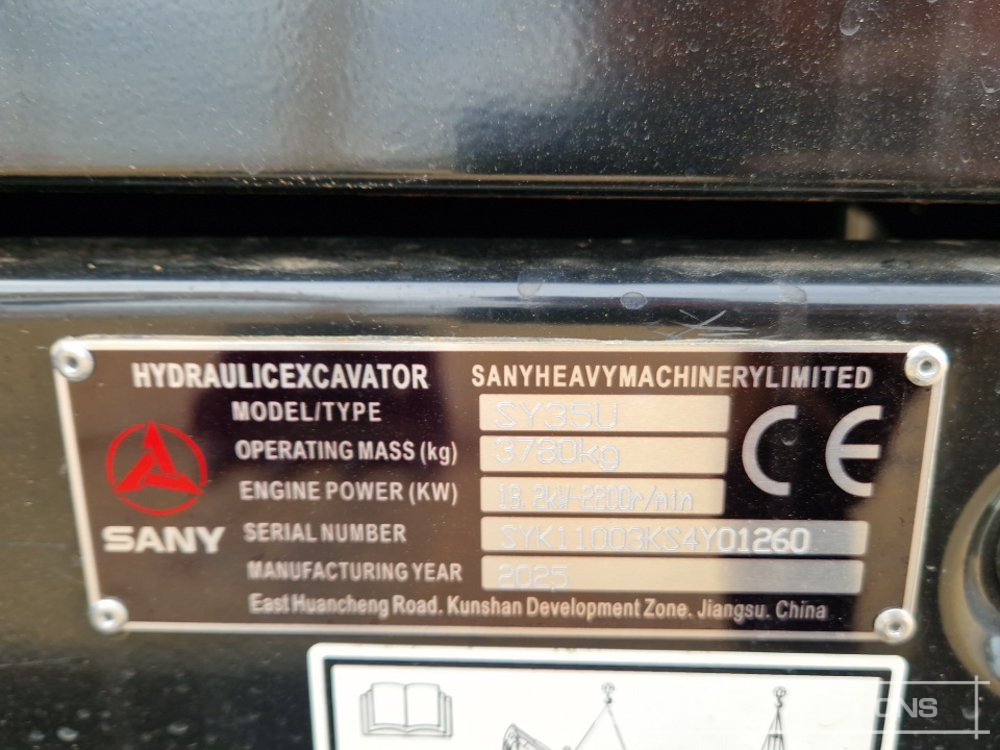 HYDRAULICEXCAVATOR SANYHEAVYMACHINERYLIMITED
MODEL/TYPE SY35U
OPERATING MASS (kg) 3780kg
ENGINE POWER (KW) 18.2kW-2200r/min
SERIAL NUMBER SYK11003KS4Y01260
MANUFACTURING YEAR 2025
East Huancheng Road. Kunshan Development Zone. Jiangsu. China
SANY
CE